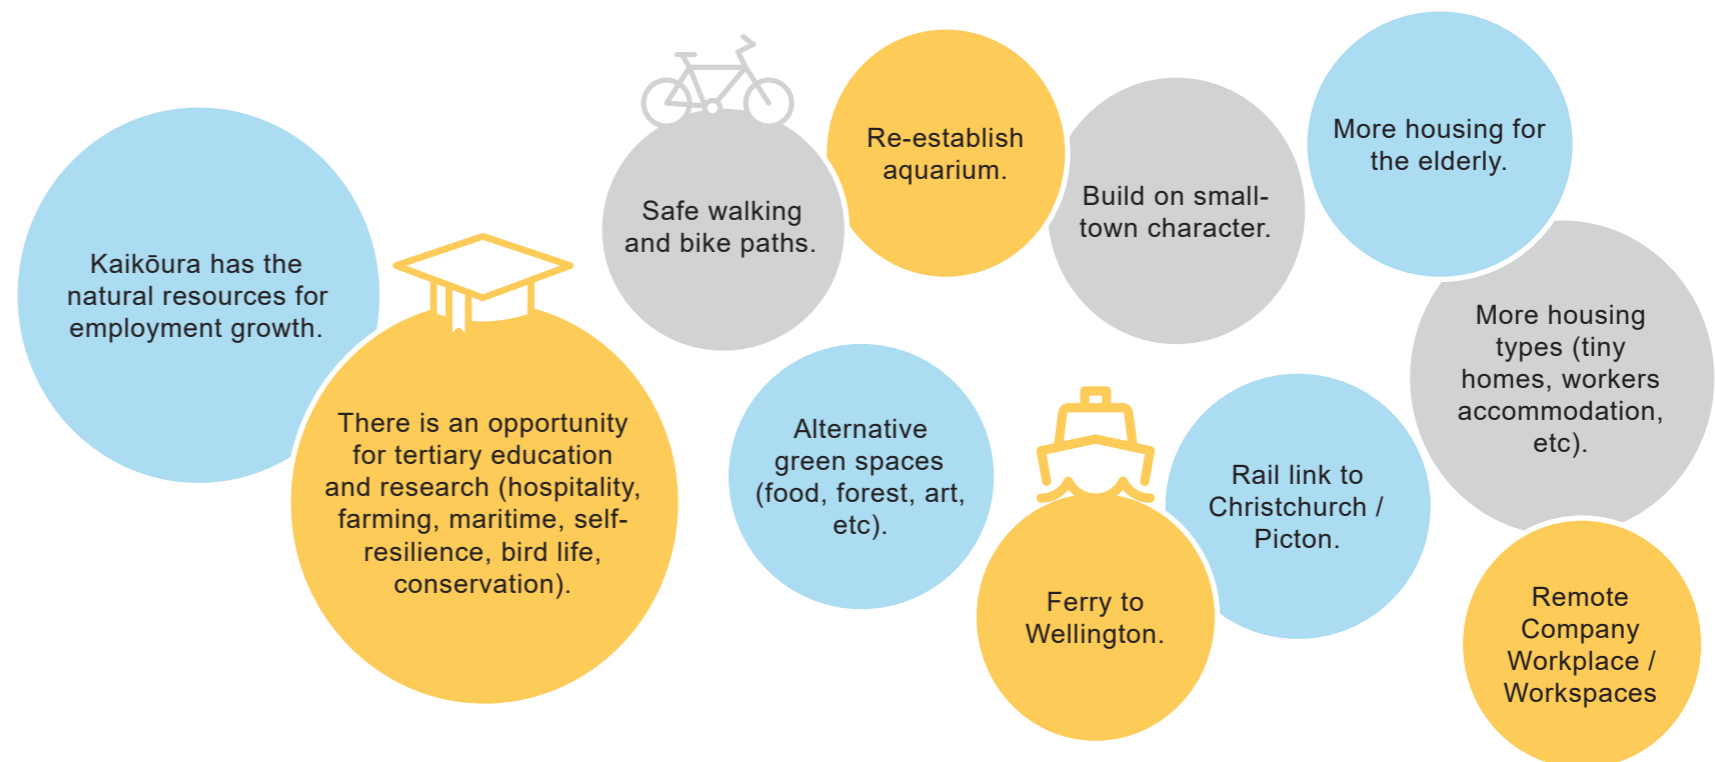 Kaikōura has the
natural resources for
employment growth.
There is an opportunity
for tertiary education
and research (hospitality,
farming, maritime, self-
resilience, bird life,
conservation).
Safe walking
and bike paths.
Re-establish
aquarium.
Build on small-
town character.
More housing for
the elderly.
More housing
types (tiny
homes, workers
accommodation,
etc).
Alternative
green spaces
(food, forest, art,
etc).
Ferry to
Wellington.
Rail link to
Christchurch /
Picton.
Remote
Company
Workplace /
Workspaces